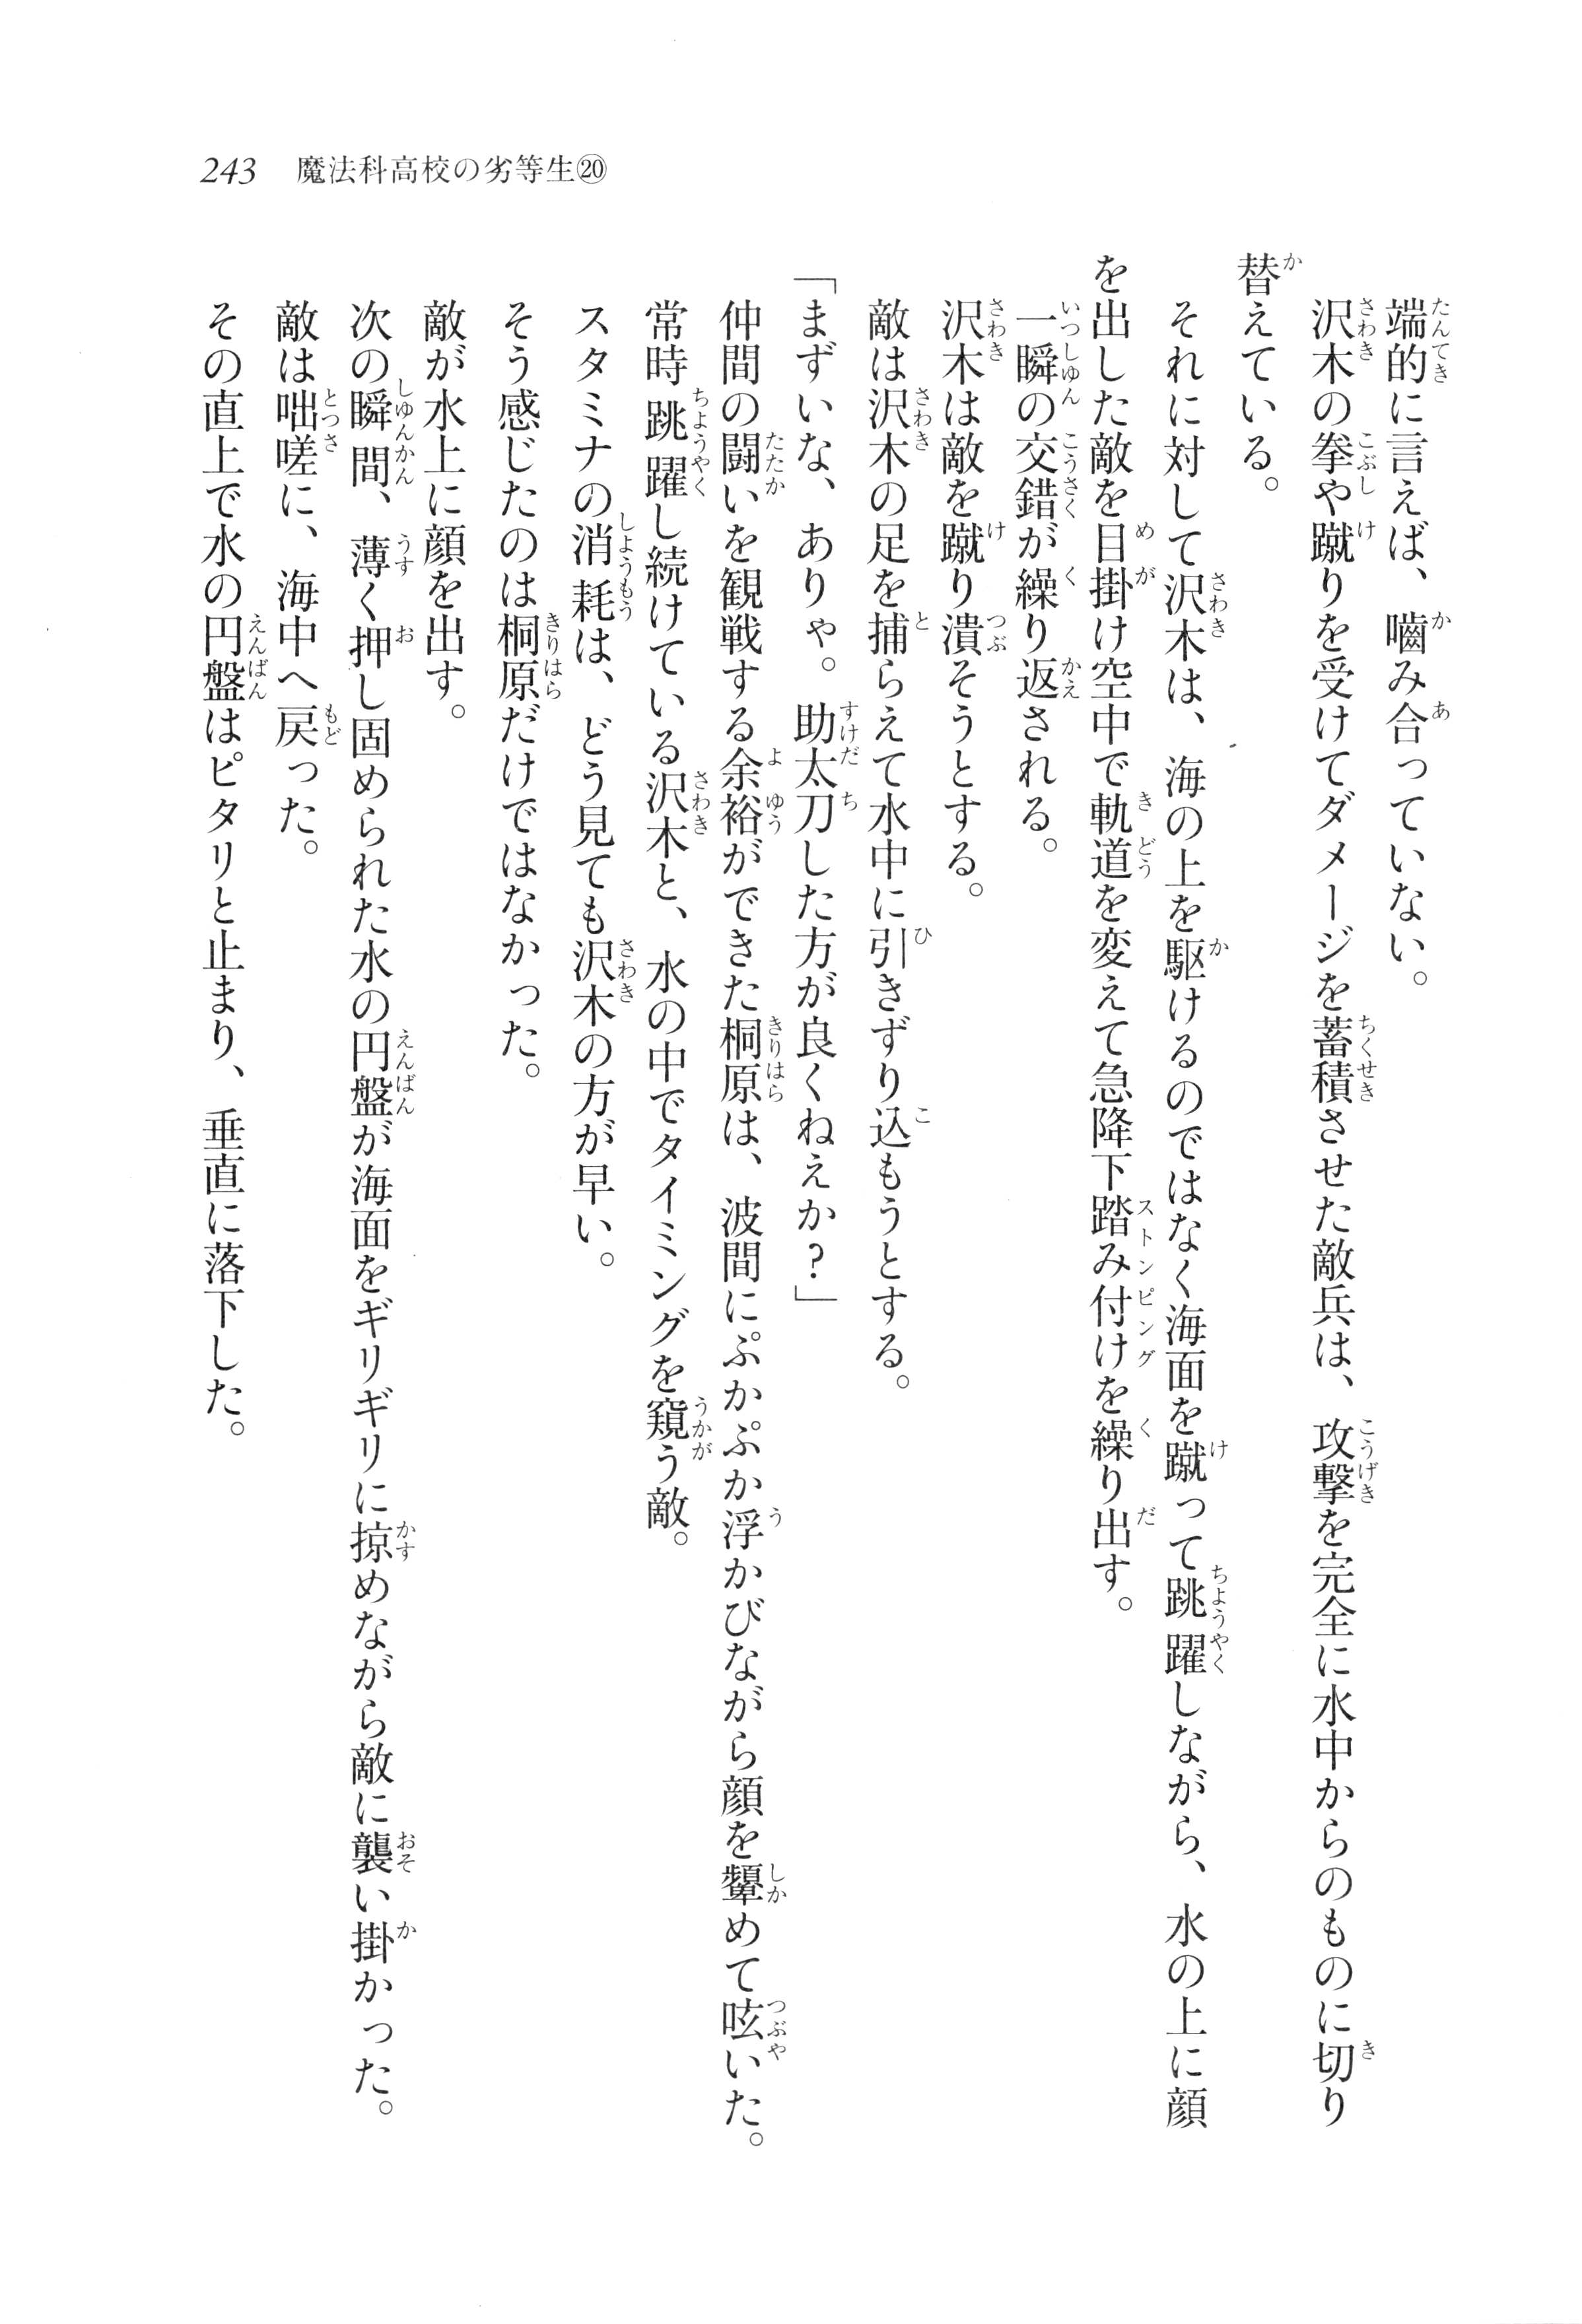 243 魔法科高校の劣等生⑳
端的に言えば、嚙み合っていない。
沢木の拳や蹴りを受けてダメージを蓄積させた敵兵は、攻撃を完全に水中からのものに切り
替えている。
それに対して沢木は、海の上を駆けるのではなく海面を蹴って跳躍しながら、水の上に顔
を出した敵を目掛け空中で軌道を変えて急降下踏み付けを繰り出す。
一瞬の交錯が繰り返される。
沢木は敵を蹴り潰そうとする。
敵は沢木の足を捕らえて水中に引きずり込もうとする。
「まずいな、ありゃ。助太刀した方が良くねえか?」
仲間の闘いを観戦する余裕ができた桐原は、波間にぷかぷか浮かびながら顔を顰めて呟いた。
常時跳躍し続けている沢木と、水の中でタイミングを窺う敵。
スタミナの消耗は、どう見ても沢木の方が早い。
そう感じたのは桐原だけではなかった。
敵が水上に顔を出す。
次の瞬間、薄く押し固められた水の円盤が海面をギリギリに掠めながら敵に襲い掛かった。
敵は咄嗟に、海中へ戻った。
その直上で水の円盤はピタリと止まり、垂直に落下した。